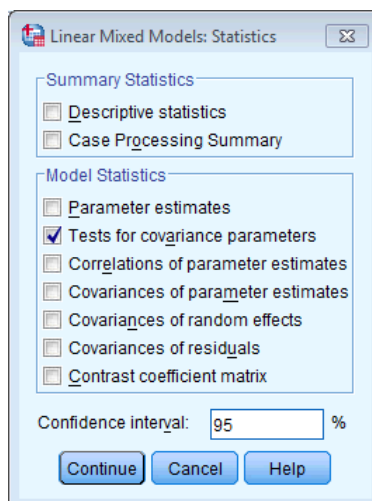 Linear Mixed Models: Statistics
Summary Statistics
Descriptive statistics
Case Processing Summary
Model Statistics
Parameter estimates
Tests for covariance parameters
Correlations of parameter estimates
Covariances of parameter estimates
Covariances of random effects
Covariances of residuals
Contrast coefficient matrix
Confidence interval: 95 %
Continue Cancel Help